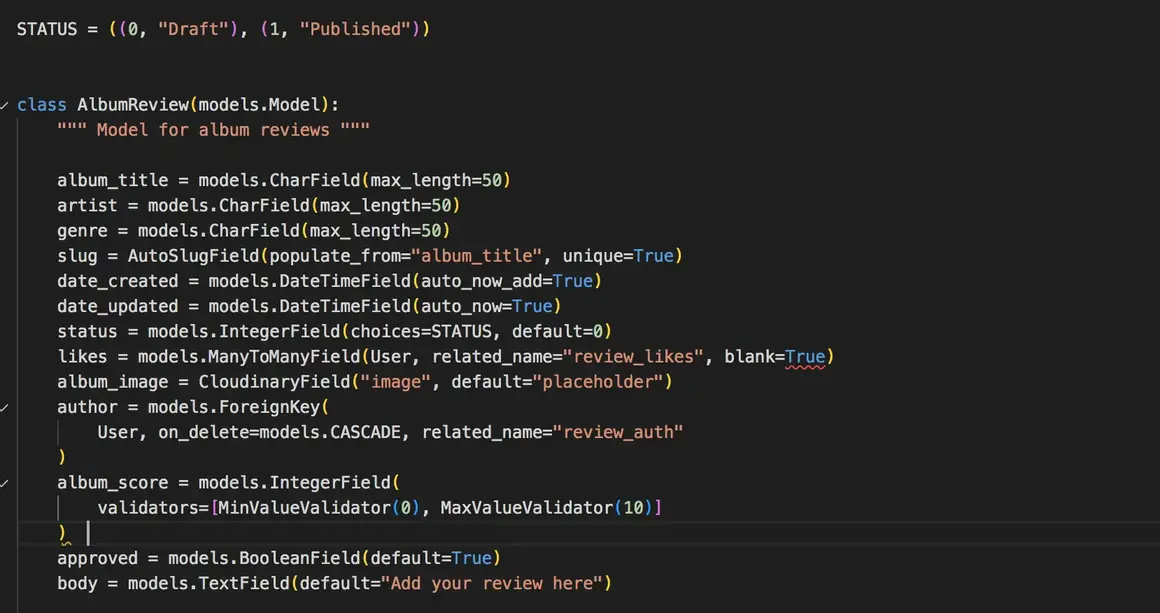 STATUS = ((0, "Draft"), (1, "Published"))
class AlbumReview(models.Model):
""" Model for album reviews """
album_title = models.CharField(max_length=50)
artist = models.CharField(max_length=50)
genre = models.CharField(max_length=50)
slug = AutoSlugField(populate_from="album_title", unique=True)
date_created = models.DateTimeField(auto_now_add=True)
date_updated = models.DateTimeField(auto_now=True)
status = models.IntegerField(choices=STATUS, default=0)
likes = models.ManyToManyField(User, related_name="review_likes", blank=True)
album_image = CloudinaryField("image", default="placeholder")
author = models.ForeignKey(
User, on_delete=models.CASCADE, related_name="review_auth"
)
album_score = models.IntegerField(
validators=[MinValueValidator(0), MaxValueValidator(10)]
)
approved = models.BooleanField(default=True)
body = models.TextField(default="Add your review here")